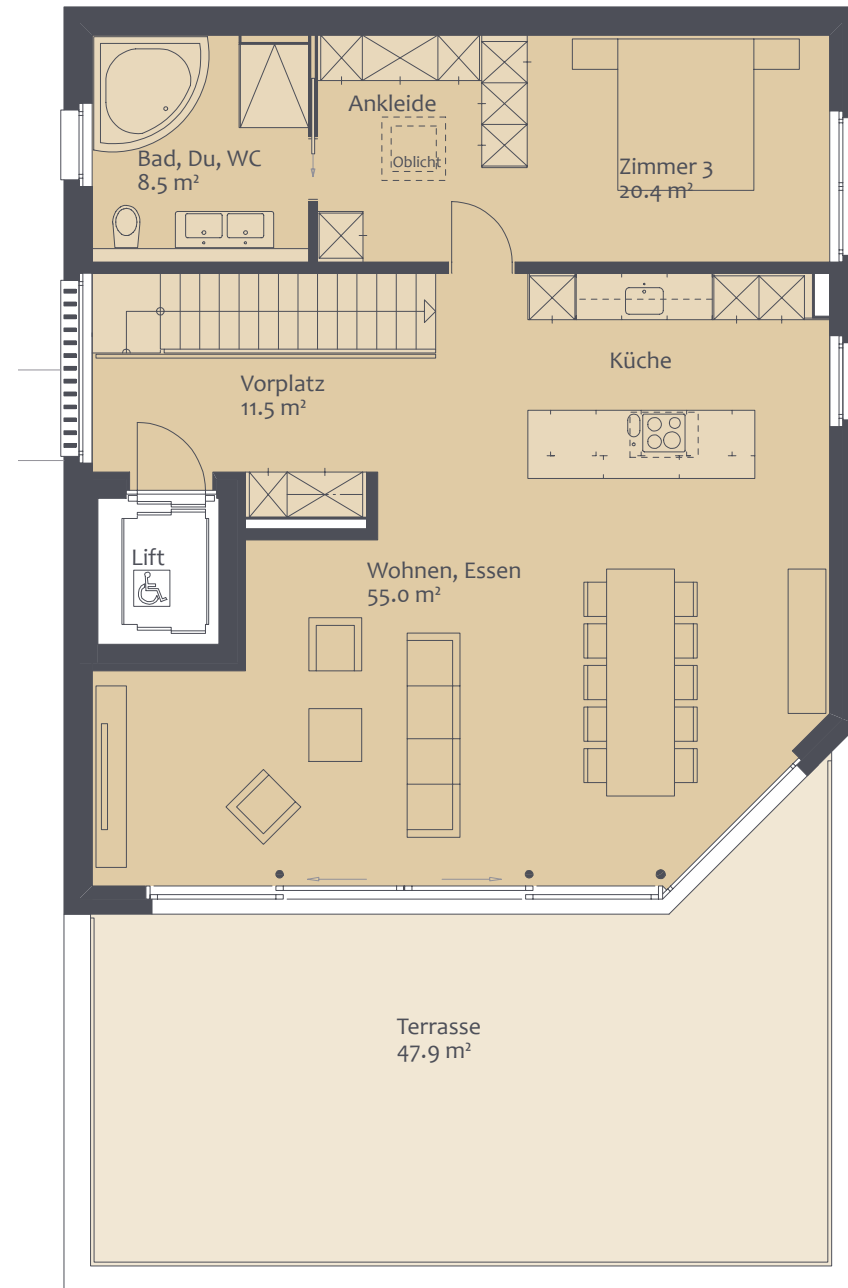 Ankleide
Oblicht
Bad, Du, WC
8.5 m²
Zimmer 3
20.4 m²
Küche
Vorplatz
11.5 m²
Lift
Wohnen, Essen
55.0 m²
Terrasse
47.9 m²